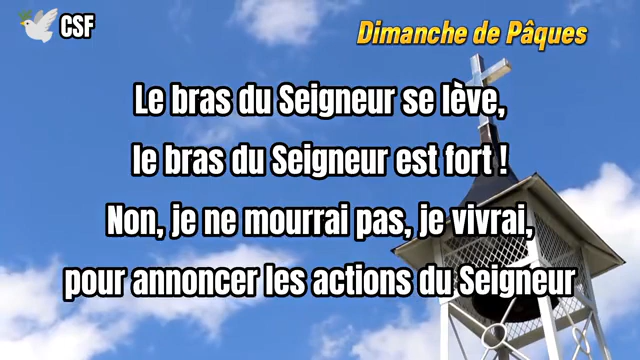 CSF
Dimanche de Pâques
Le bras du Seigneur se lève,
le bras du Seigneur est fort !
Non, je ne mourrai pas, je vivrai,
pour annoncer les actions du Seigneur